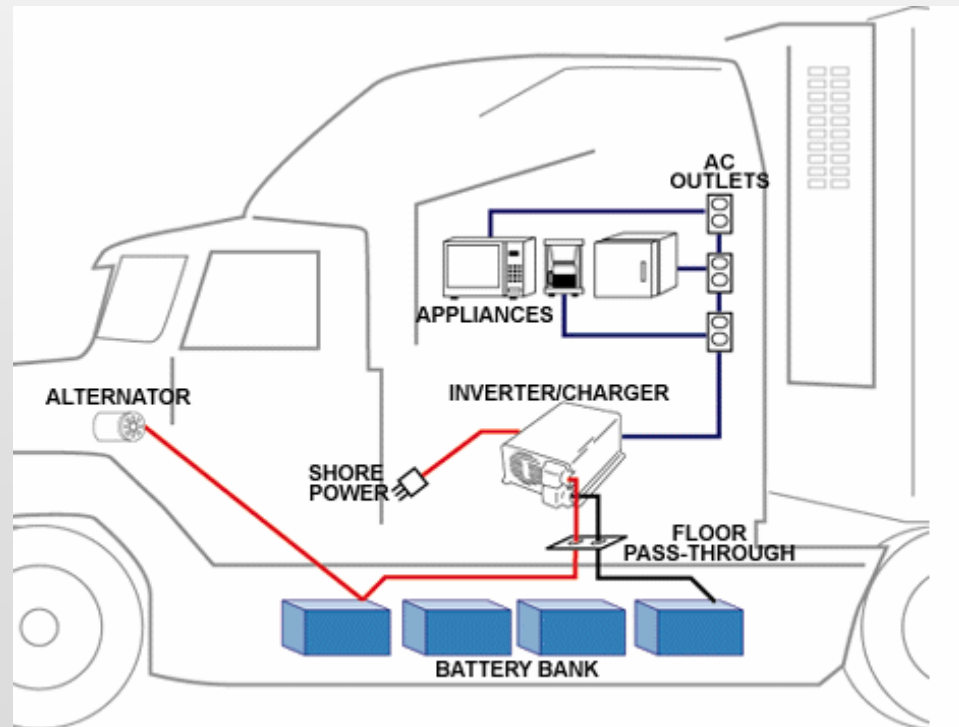 AC
OUTLETS
APPLIANCES
ALTERNATOR
INVERTER/CHARGER
SHORE
POWER
FLOOR
PASS-THROUGH
BATTERY BANK